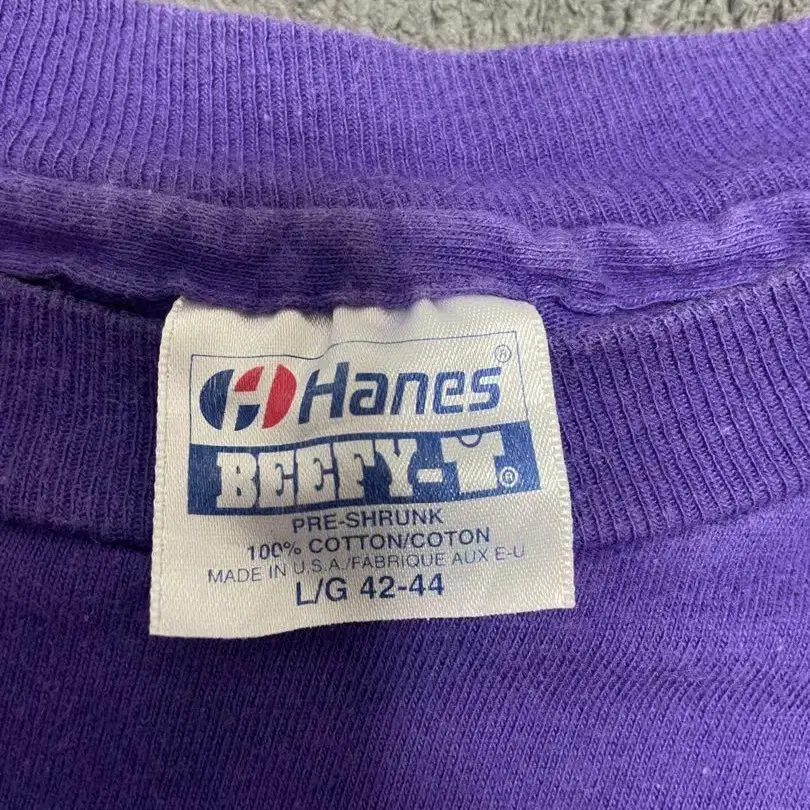 Hanes®
BEEFY-T®
PRE-SHRUNK
100% COTTON/COTON
MADE IN U.S.A./FABRIQUE AUX E-U
L/G 42-44